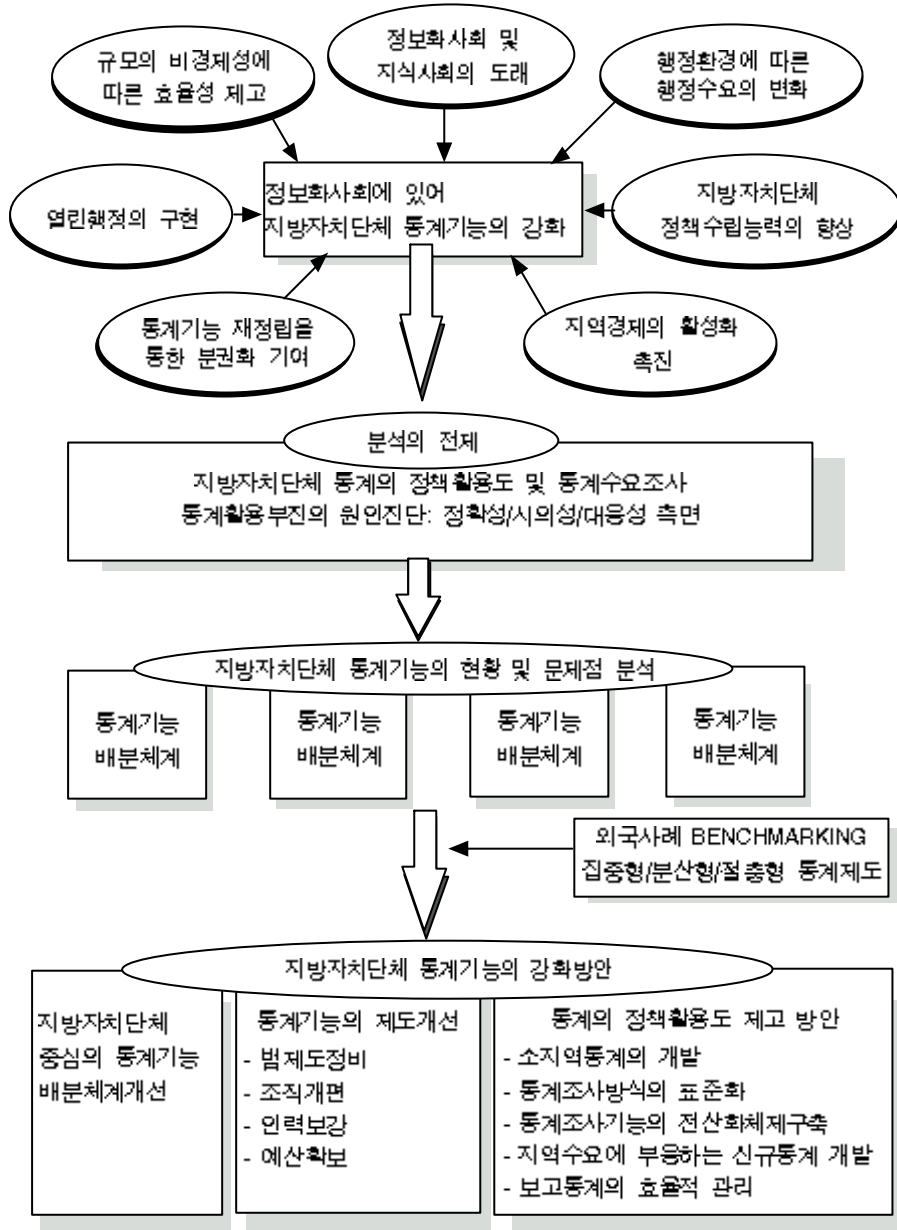 규모의 비경제성에
따른 효율성 제고
정보화사회 및
지식사회의 도래
행정환경에 따른
행정수요의 변화
열린행정의 구현
정보화사회에 있어
지방자치단체 통계기능의 강화
지방자치단체
정책수립능력의 향상
통계기능 재정립을
통한 분권화 기여
지역경제의 활성화
촉진
분석의 전제
지방자치단체 통계의 정책활용도 및 통계수요조사
통계활용부진의 원인진단: 정확성/시의성/대응성 측면
지방자치단체 통계기능의 현황 및 문제점 분석
통계기능
배분체계
통계기능
배분체계
통계기능
배분체계
통계기능
배분체계
외국사례 BENCHMARKING
집중형/분산형/절충형 통계제도
지방자치단체 통계기능의 강화방안
지방자치단체
중심의 통계기능
배분체계개선
통계기능의 제도개선
- 범제도정비
- 조직개편
- 인력보강
- 예산확보
통계의 정책활용도 제고 방안
- 소지역통계의 개발
- 통계조사방식의 표준화
- 통계조사기능의 전산화체제구축
- 지역수요에 부응하는 신규통계 개발
- 보고통계의 효율적 관리